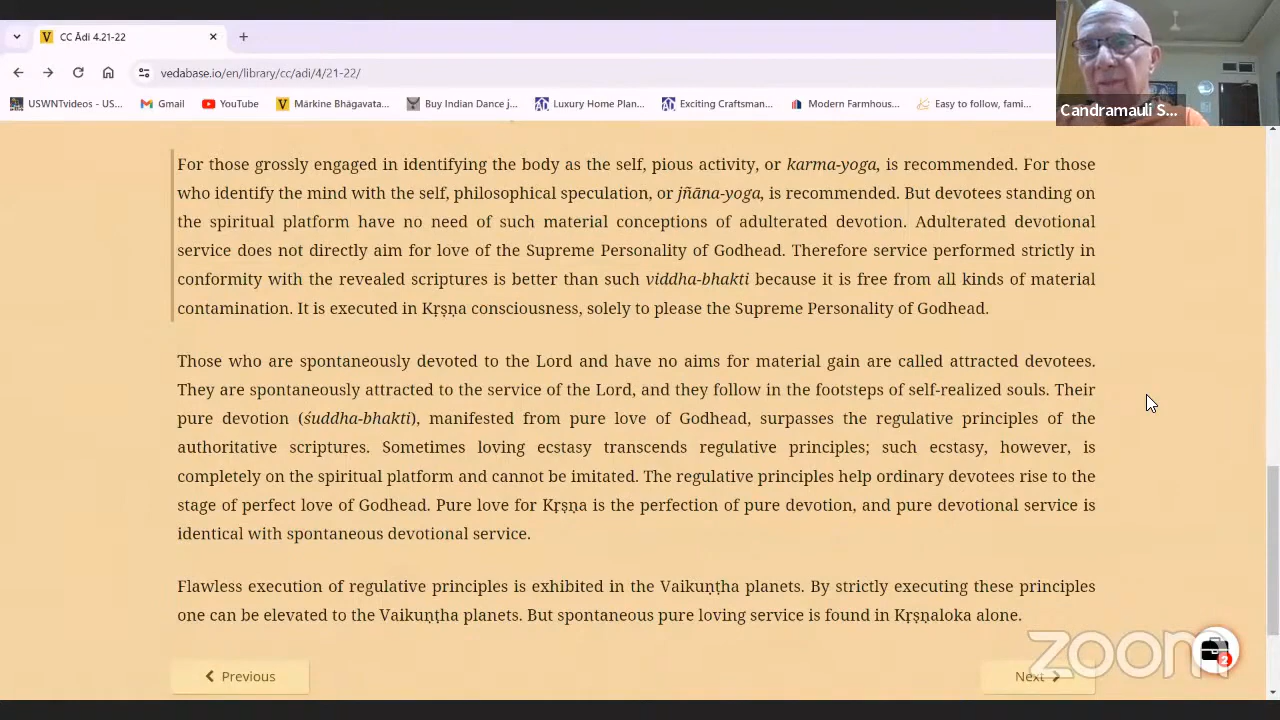 CC Ādi 4.21-22
vedabase.io/en/library/cc/adi/4/21-22/
USWNTvideos - US... Gmail YouTube Märkine Bhāgavata... Buy Indian Dance j... Luxury Home Plan... Exciting Craftsman... Modern Farmhous... Easy to follow, fami...
Candramauli S...
For those grossly engaged in identifying the body as the self, pious activity, or karma-yoga, is recommended. For those
who identify the mind with the self, philosophical speculation, or jñāna-yoga, is recommended. But devotees standing on
the spiritual platform have no need of such material conceptions of adulterated devotion. Adulterated devotional
service does not directly aim for love of the Supreme Personality of Godhead. Therefore service performed strictly in
conformity with the revealed scriptures is better than such viddha-bhakti because it is free from all kinds of material
contamination. It is executed in Kṛṣṇa consciousness, solely to please the Supreme Personality of Godhead.
Those who are spontaneously devoted to the Lord and have no aims for material gain are called attracted devotees.
They are spontaneously attracted to the service of the Lord, and they follow in the footsteps of self-realized souls. Their
pure devotion (śuddha-bhakti), manifested from pure love of Godhead, surpasses the regulative principles of the
authoritative scriptures. Sometimes loving ecstasy transcends regulative principles; such ecstasy, however, is
completely on the spiritual platform and cannot be imitated. The regulative principles help ordinary devotees rise to the
stage of perfect love of Godhead. Pure love for Kṛṣṇa is the perfection of pure devotion, and pure devotional service is
identical with spontaneous devotional service.
Flawless execution of regulative principles is exhibited in the Vaikuṇṭha planets. By strictly executing these principles
one can be elevated to the Vaikuṇṭha planets. But spontaneous pure loving service is found in Kṛṣṇaloka alone.
Previous
Next
zoom
2